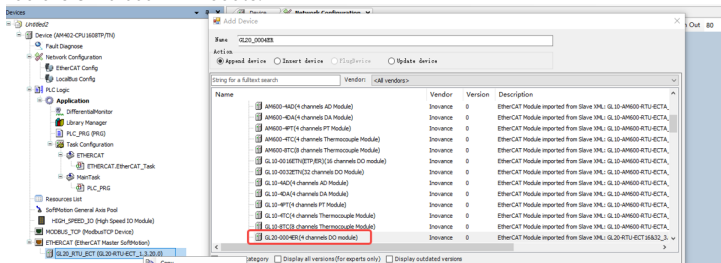 Devices
Untitled2
Device (AM402-CPU1608TP/TN)
Fault Diagnose
Network Configuration
EtherCAT Config
LocalBus Config
PLC Logic
Application
DifferentialMonitor
Library Manager
PLC_PRG (PRG)
Task Configuration
ETHERCAT
ETHERCAT.EtherCAT_Task
MainTask
PLC_PRG
Resources List
SoftMotion General Axis Pool
HIGH_SPEED_IO (High Speed IO Module)
MODBUS_TCP (ModbusTCP Device)
ETHERCAT (EtherCAT Master SoftMotion)
GL20_RTU_ECT (GL20-RTU-ECT_1.3.20.0)
Copy
Device
Network Configuration
Out 80
Add Device
Name GL20_0004ER
Action
Append device Insert device PlugDevice Update device
String for a fulltext search Vendor: <All vendors>
Name Vendor Version Description
AM600-4AD(4 channels AD Module) Inovance 0 EtherCAT Module imported from Slave XML: GL10-AM600-RTU-ECTA_
AM600-4DA(4 channels DA Module) Inovance 0 EtherCAT Module imported from Slave XML: GL10-AM600-RTU-ECTA_
AM600-4PT(4 channels PT Module) Inovance 0 EtherCAT Module imported from Slave XML: GL10-AM600-RTU-ECTA_
AM600-4TC(4 channels Thermocouple Module) Inovance 0 EtherCAT Module imported from Slave XML: GL10-AM600-RTU-ECTA_
AM600-8TC(8 channels Thermocouple Module) Inovance 0 EtherCAT Module imported from Slave XML: GL10-AM600-RTU-ECTA_
GL10-0016ETN(ETP/ER)(16 channels DO module) Inovance 0 EtherCAT Module imported from Slave XML: GL10-AM600-RTU-ECTA_
GL10-0032ETN(32 channels DO Module) Inovance 0 EtherCAT Module imported from Slave XML: GL10-AM600-RTU-ECTA_
GL10-4AD(4 channels AD Module) Inovance 0 EtherCAT Module imported from Slave XML: GL10-AM600-RTU-ECTA_
GL10-4DA(4 channels DA Module) Inovance 0 EtherCAT Module imported from Slave XML: GL10-AM600-RTU-ECTA_
GL10-4PT(4 channels PT Module) Inovance 0 EtherCAT Module imported from Slave XML: GL10-AM600-RTU-ECTA_
GL10-4TC(4 channels Thermocouple Module) Inovance 0 EtherCAT Module imported from Slave XML: GL10-AM600-RTU-ECTA_
GL10-8TC(8 channels Thermocouple Module) Inovance 0 EtherCAT Module imported from Slave XML: GL10-AM600-RTU-ECTA_
GL20-0004ER(4 channels DO module) Inovance 0 EtherCAT Module imported from Slave XML: GL20-RTU-ECT16&32_3.
category Display all versions(for experts only) Display outdated versions